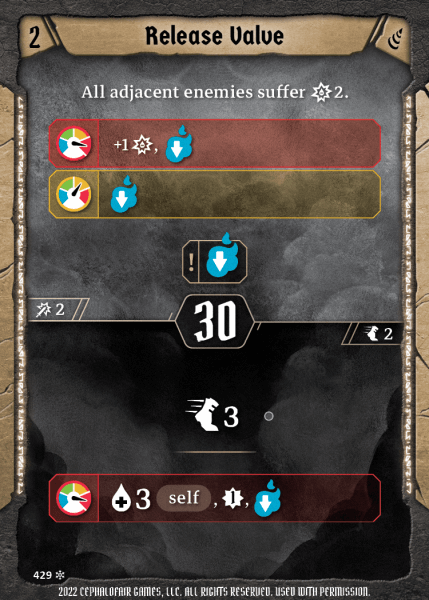 2
Release Valve
All adjacent enemies suffer 2.
+1 ,
!
2
30
2
3
3 self , 1 ,
429
2022 CEPHALOFAIR GAMES, LLC. ALL RIGHTS RESERVED. USED WITH PERMISSION.